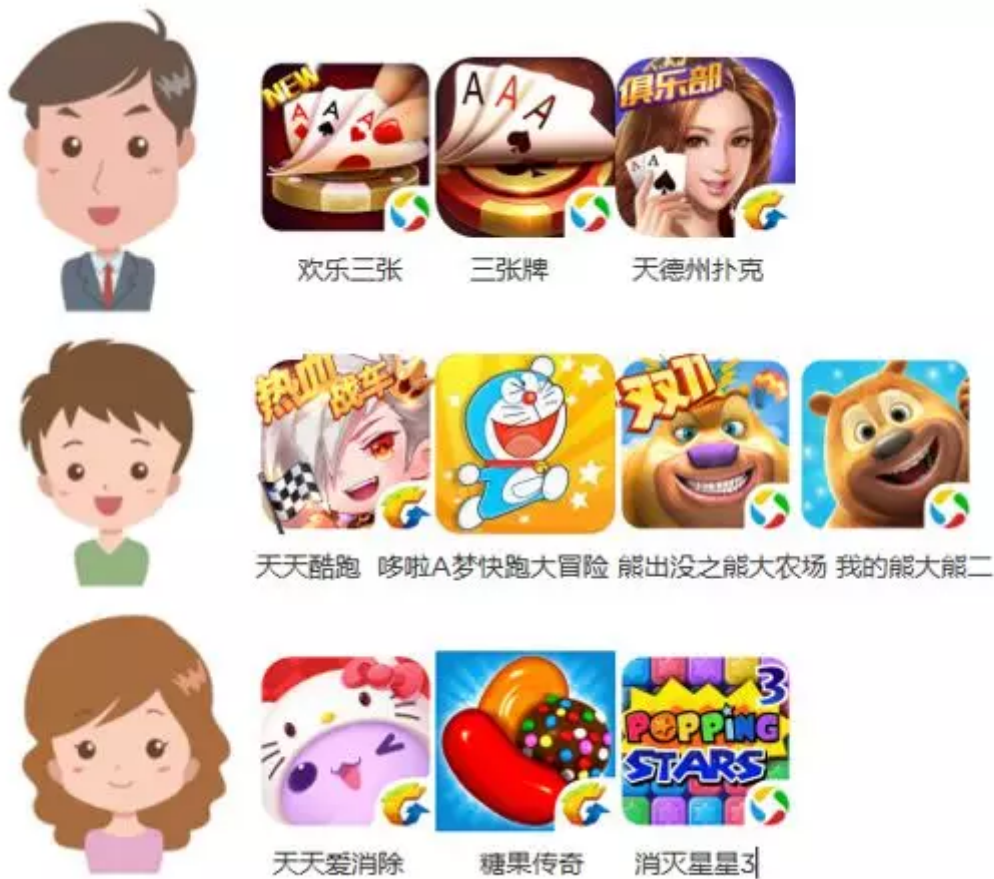 NEW
A A A
A A A
俱乐部
A A
欢乐三张 三张牌 天德州扑克
热血
战车
双11
天天酷跑 哆啦A梦快跑大冒险 熊出没之熊大农场 我的熊大熊二
3
POPPING
STARS
天天爱消除 糖果传奇 消灭星星3